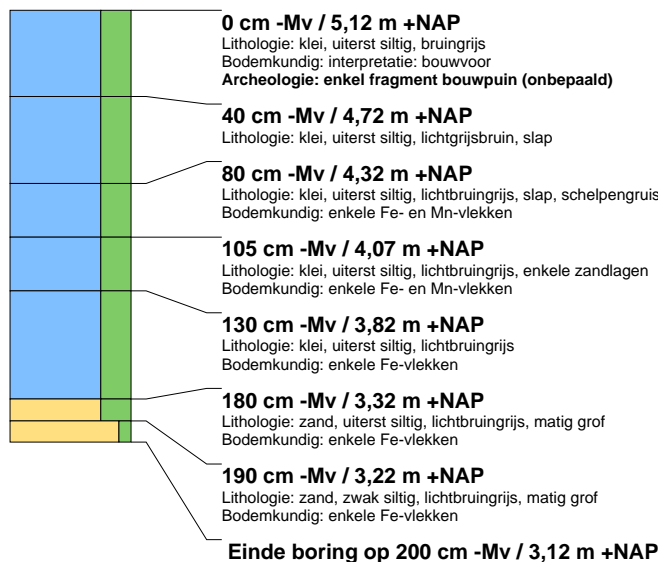 0 cm -Mv / 5,12 m +NAP
Lithologie: klei, uiterst siltig, bruingrijs
Bodemkundig: interpretatie: bouwvoor
Archeologie: enkel fragment bouwpuin (onbepaald)
40 cm -Mv / 4,72 m +NAP
Lithologie: klei, uiterst siltig, lichtgrijsbruin, slap
80 cm -Mv / 4,32 m +NAP
Lithologie: klei, uiterst siltig, lichtbruingrijs, slap, schelpengruis
Bodemkundig: enkele Fe- en Mn-vlekken
105 cm -Mv / 4,07 m +NAP
Lithologie: klei, uiterst siltig, lichtbruingrijs, enkele zandlagen
Bodemkundig: enkele Fe- en Mn-vlekken
130 cm -Mv / 3,82 m +NAP
Lithologie: klei, uiterst siltig, lichtbruingrijs
Bodemkundig: enkele Fe-vlekken
180 cm -Mv / 3,32 m +NAP
Lithologie: zand, uiterst siltig, lichtbruingrijs, matig grof
Bodemkundig: enkele Fe-vlekken
190 cm -Mv / 3,22 m +NAP
Lithologie: zand, zwak siltig, lichtbruingrijs, matig grof
Bodemkundig: enkele Fe-vlekken
Einde boring op 200 cm -Mv / 3,12 m +NAP